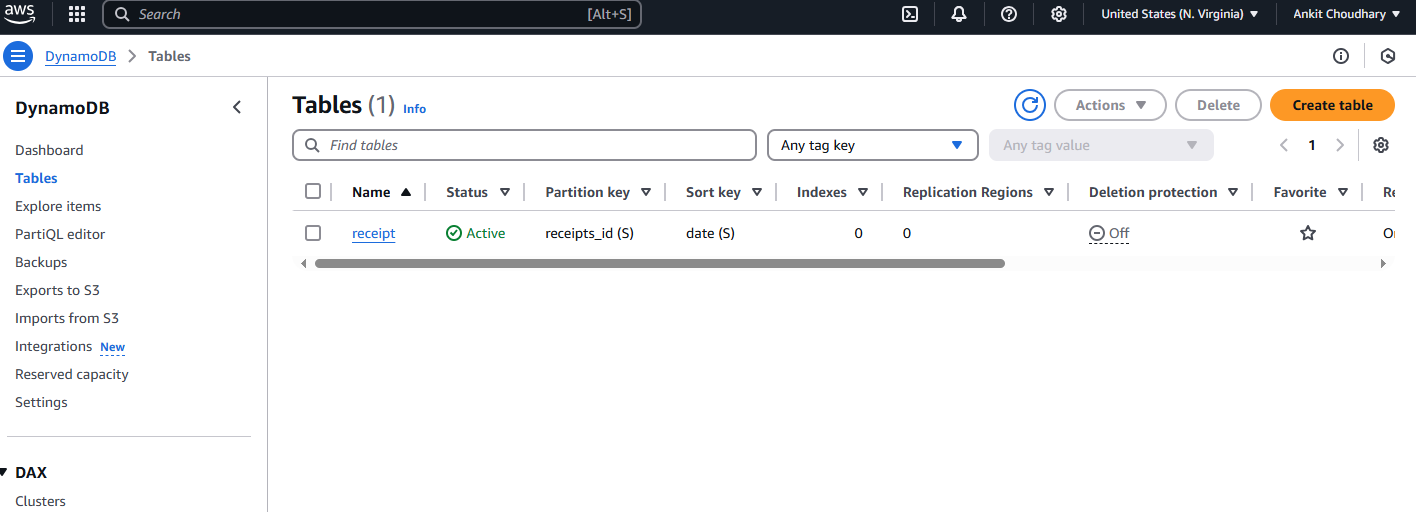 aws Search [Alt+S] United States (N. Virginia) Ankit Choudhary
DynamoDB Tables
DynamoDB
Dashboard
Tables
Explore items
PartiQL editor
Backups
Exports to S3
Imports from S3
Integrations New
Reserved capacity
Settings
DAX
Clusters
Tables (1) Info
Actions Delete Create table
Find tables Any tag key Any tag value 1
Name Status Partition key Sort key Indexes Replication Regions Deletion protection Favorite Re
receipt Active receipts_id (S) date (S) 0 0 Off